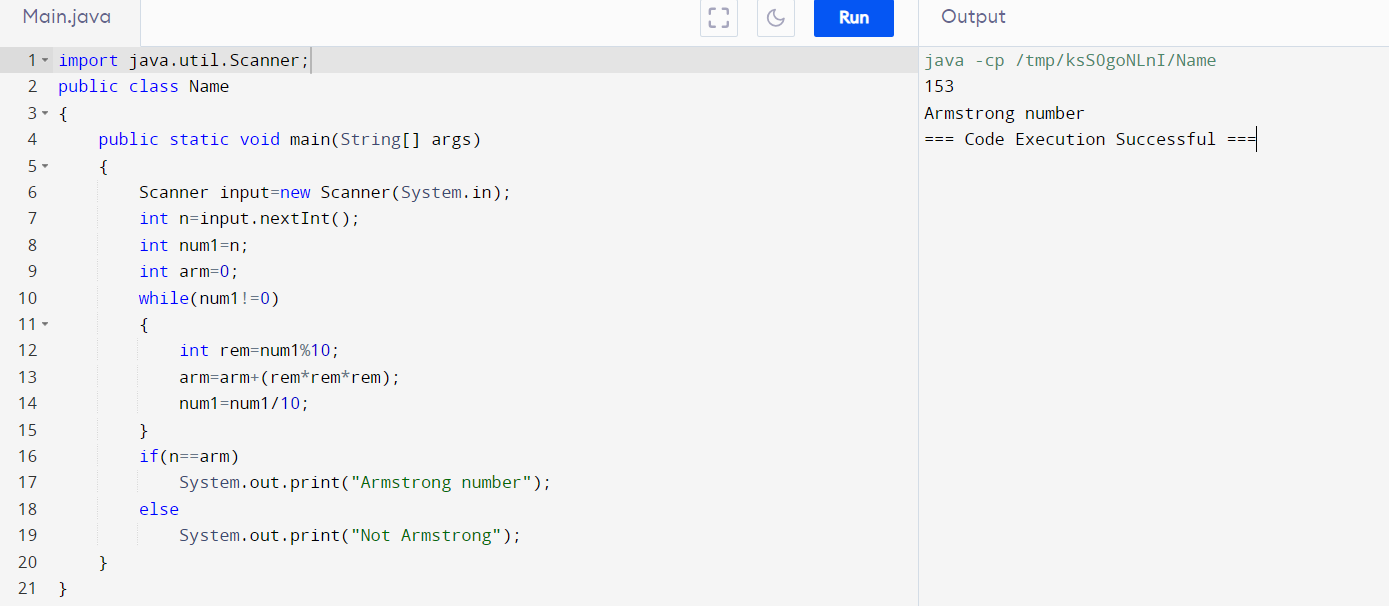 Main.java
Run
Output
1 import java.util.Scanner;
2 public class Name
3 {
4     public static void main(String[] args)
5     {
6         Scanner input=new Scanner(System.in);
7         int n=input.nextInt();
8         int num1=n;
9         int arm=0;
10         while(num1!=0)
11         {
12             int rem=num1%10;
13             arm=arm+(rem*rem*rem);
14             num1=num1/10;
15         }
16         if(n==arm)
17             System.out.print("Armstrong number");
18         else
19             System.out.print("Not Armstrong");
20     }
21 }
java -cp /tmp/ksSOgoNLnI/Name
153
Armstrong number
=== Code Execution Successful ===